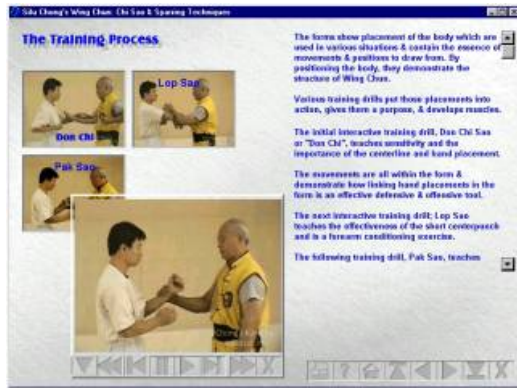 Sifu Chung's Wing Chun: Chi Sao & Sparring Techniques
The Training Process
Lop Sao
Don Chi
Pak Sao
The forms show placement of the body which are
used in various situations & contain the essence of
movements & positions to draw from. By
positioning the body, they demonstrate the
structure of Wing Chun.
Various training drills put those placements into
action, gives them a purpose, & develops muscles.
The initial interactive training drill, Don Chi Sao
or "Don Chi", teaches sensitivity and the
importance of the centerline and hand placement.
The movements are all within the form &
demonstrate how linking hand placements in the
form is an effective defensive & offensive tool.
The next interactive training drill; Lop Sao
teaches the effectiveness of the short centerpunch
and is a forearm conditioning exercise.
The following training drill, Pak Sao, teaches